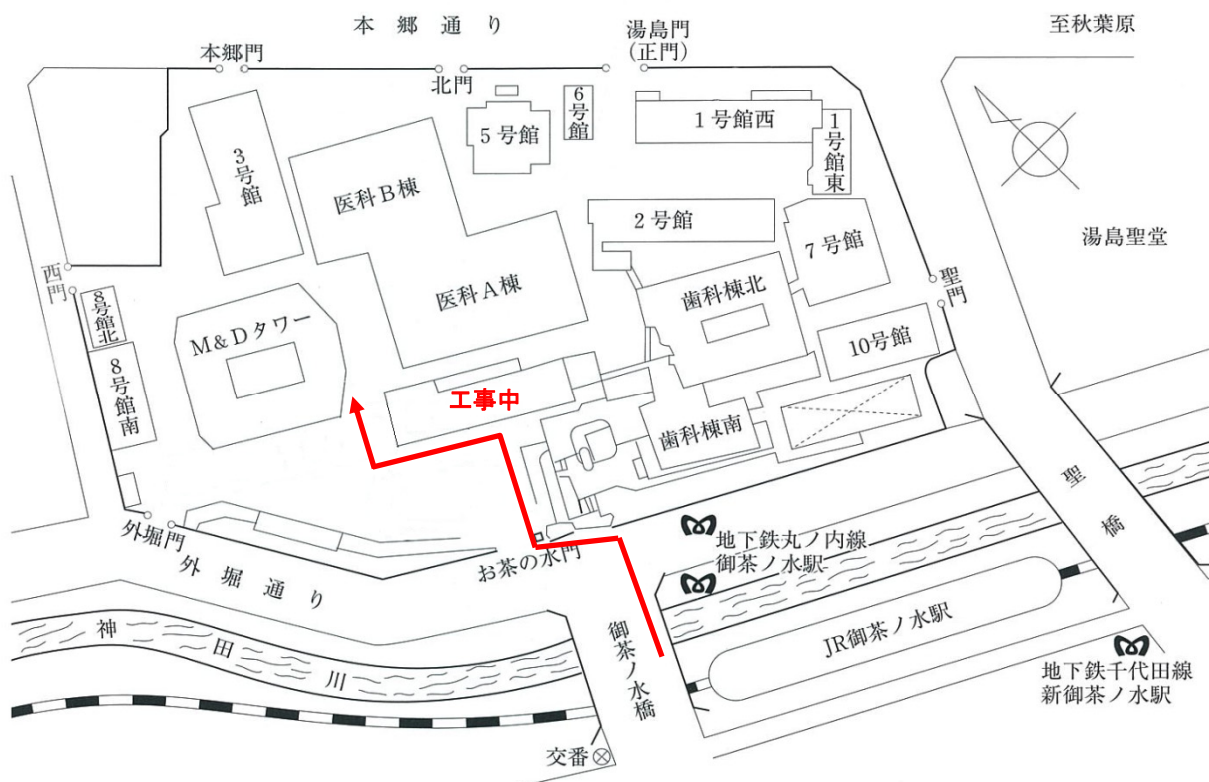 本郷通り
湯島門
(正門)
至秋葉原
本郷門
北門
6号館
5号館
1号館西
1号館東
3号館
医科B棟
2号館
7号館
湯島聖堂
西門
聖門
医科A棟
歯科棟北
8号館北
M&Dタワー
10号館
8号館南
工事中
歯科棟南
外堀門
お茶の水門
地下鉄丸ノ内線
御茶ノ水駅
聖橋
外堀通り
神田川
御茶ノ水橋
JR御茶ノ水駅
地下鉄千代田線
新御茶ノ水駅
交番